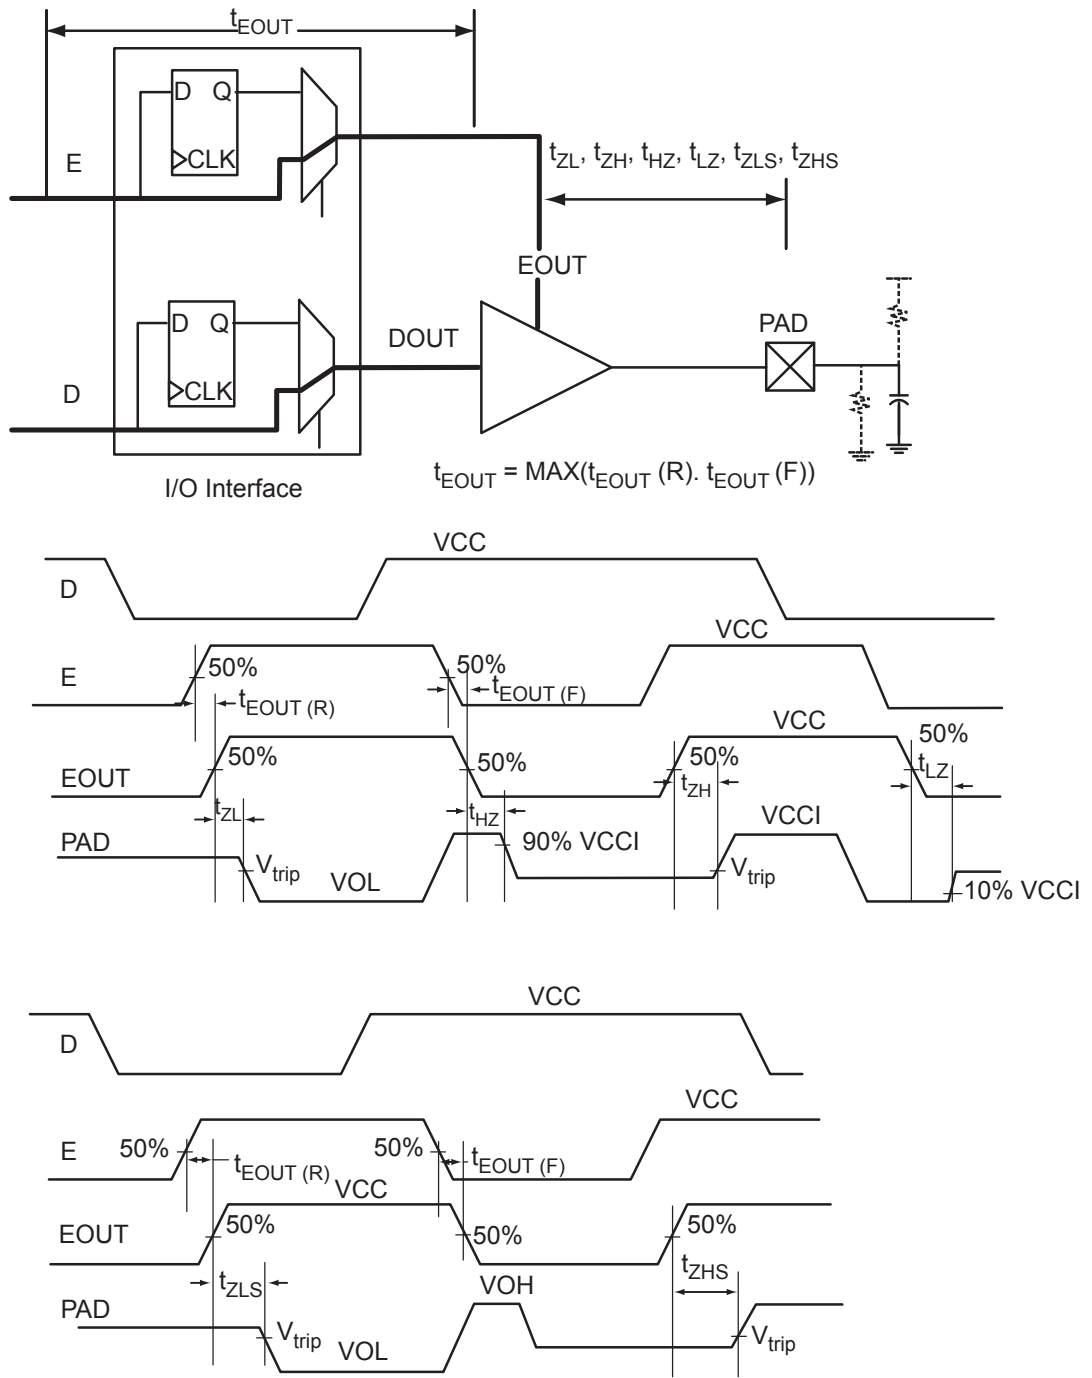 tEOUT
D Q
CLK
E
tZL, tZH, tHZ, tLZ, tZLS, tZHS
EOUT
D Q
CLK
DOUT
PAD
D
tEOUT = MAX(tEOUT (R). tEOUT (F))
I/O Interface
VCC
D
VCC
E
50%
50%
tEOUT (R)
tEOUT (F)
VCC
50%
EOUT
50%
50%
50%
tZL
tHZ
tZH
tLZ
PAD
VCCI
90% VCCI
Vtrip
VOL
Vtrip
10% VCCI
VCC
D
VCC
E
50%
50%
tEOUT (R)
tEOUT (F)
VCC
EOUT
50%
50%
50%
tZLS
VOH
tZHS
PAD
Vtrip
VOL
Vtrip